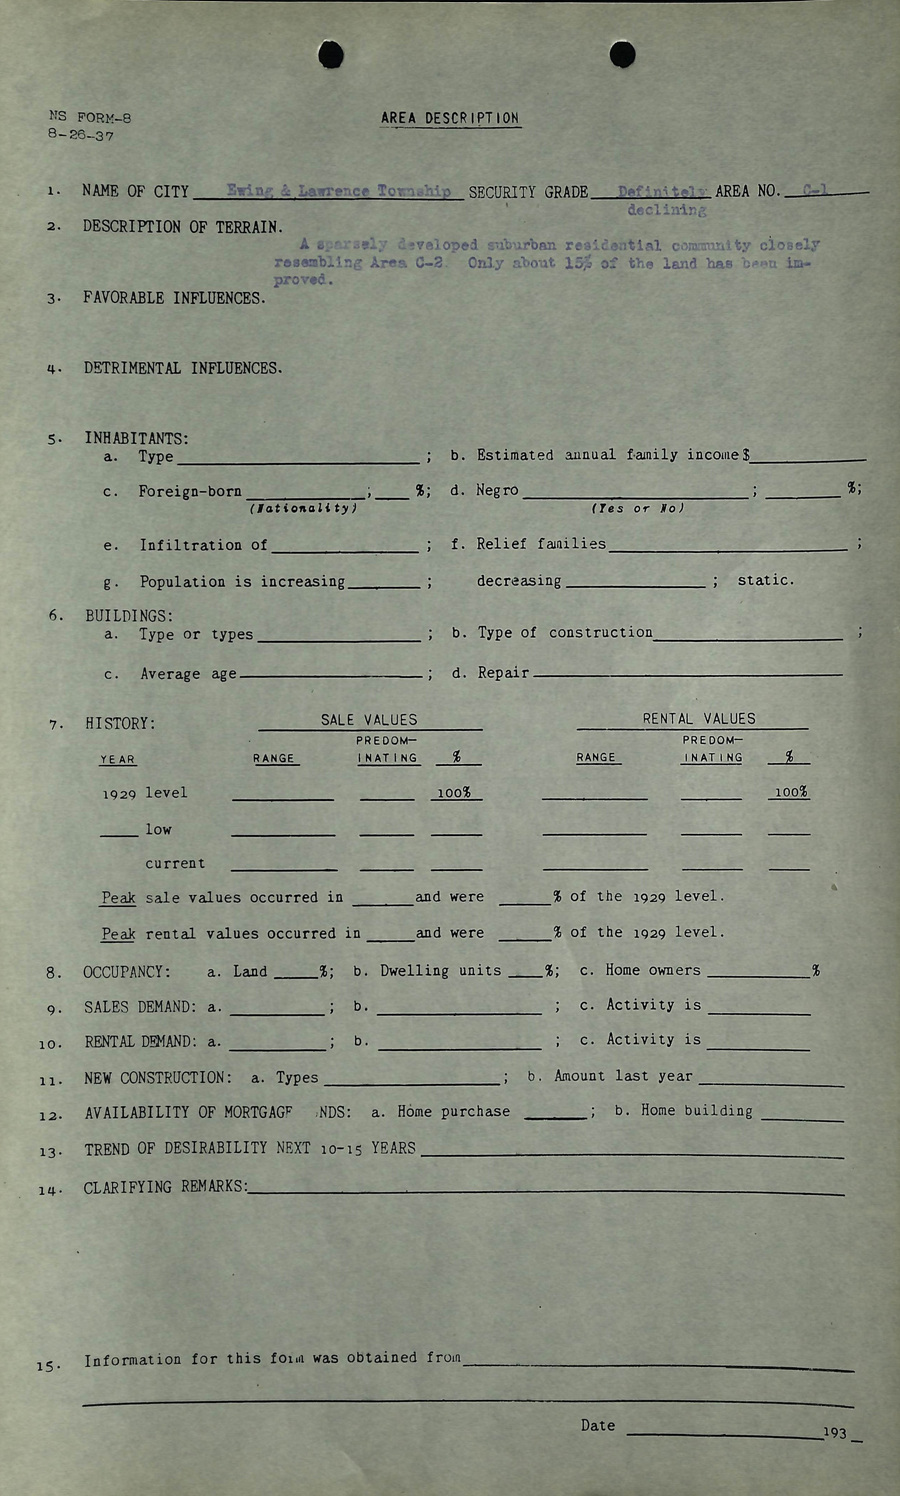 NS FORM-8
8-26-37
AREA DESCRIPTION
1. NAME OF CITY Ewing & Lawrence Township SECURITY GRADE Definitely declining AREA NO. C-1
2. DESCRIPTION OF TERRAIN.
A sparsely developed suburban residential community closely
resembling Area C-2. Only about 15% of the land has been im-
proved.
3. FAVORABLE INFLUENCES.
4. DETRIMENTAL INFLUENCES.
5. INHABITANTS:
a. Type ; b. Estimated annual family income $
c. Foreign-born ; %; d. Negro ; %;
(Nationality) (Yes or No)
e. Infiltration of ; f. Relief families ;
g. Population is increasing ; decreasing ; static.
6. BUILDINGS:
a. Type or types ; b. Type of construction ;
c. Average age ; d. Repair
7. HISTORY: SALE VALUES RENTAL VALUES
PREDOM- PREDOM-
YEAR RANGE INATING % RANGE INATING %
1929 level 100% 100%
low
current
Peak sale values occurred in and were % of the 1929 level.
Peak rental values occurred in and were % of the 1929 level.
8. OCCUPANCY: a. Land %; b. Dwelling units %; c. Home owners %
9. SALES DEMAND: a. ; b. ; c. Activity is
10. RENTAL DEMAND: a. ; b. ; c. Activity is
11. NEW CONSTRUCTION: a. Types ; b. Amount last year
12. AVAILABILITY OF MORTGAGE NDS: a. Home purchase ; b. Home building
13. TREND OF DESIRABILITY NEXT 10-15 YEARS
14. CLARIFYING REMARKS:
15. Information for this form was obtained from
Date 193